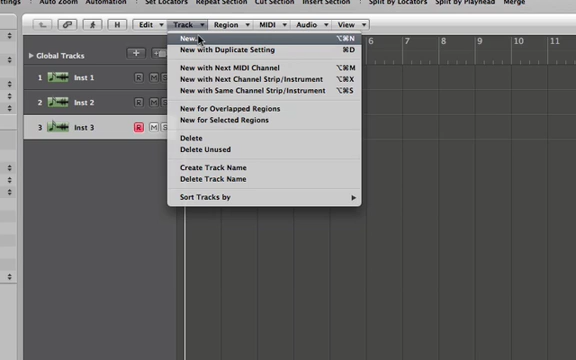 ttings Auto Zoom Automation Set Locators Repeat Section Cut Section Insert Section Split by Locators Split by Playhead Merge
Edit Track Region MIDI Audio View
6 7 8 9 10 11
Global Tracks
1 Inst 1 R M S
2 Inst 2 R M S
3 Inst 3 R M S
New... ⌥⌘N
New with Duplicate Setting ⌘D
New with Next MIDI Channel ⌥⌘M
New with Next Channel Strip/Instrument ⌥⌘X
New with Same Channel Strip/Instrument ⌥⌘S
New for Overlapped Regions
New for Selected Regions
Delete
Delete Unused
Create Track Name
Delete Track Name
Sort Tracks by